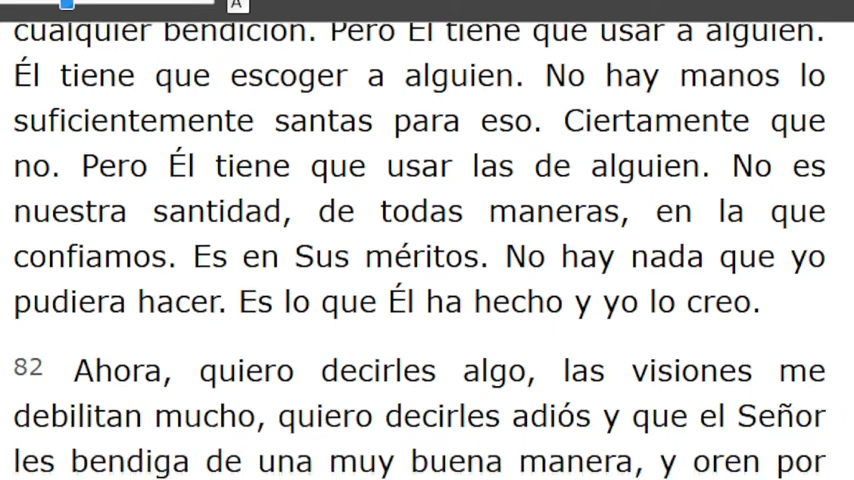 A
cualquier bendición. Pero Él tiene que usar a alguien.
Él tiene que escoger a alguien. No hay manos lo
suficientemente santas para eso. Ciertamente que
no. Pero Él tiene que usar las de alguien. No es
nuestra santidad, de todas maneras, en la que
confiamos. Es en Sus méritos. No hay nada que yo
pudiera hacer. Es lo que Él ha hecho y yo lo creo.
82 Ahora, quiero decirles algo, las visiones me
debilitan mucho, quiero decirles adiós y que el Señor
les bendiga de una muy buena manera, y oren por